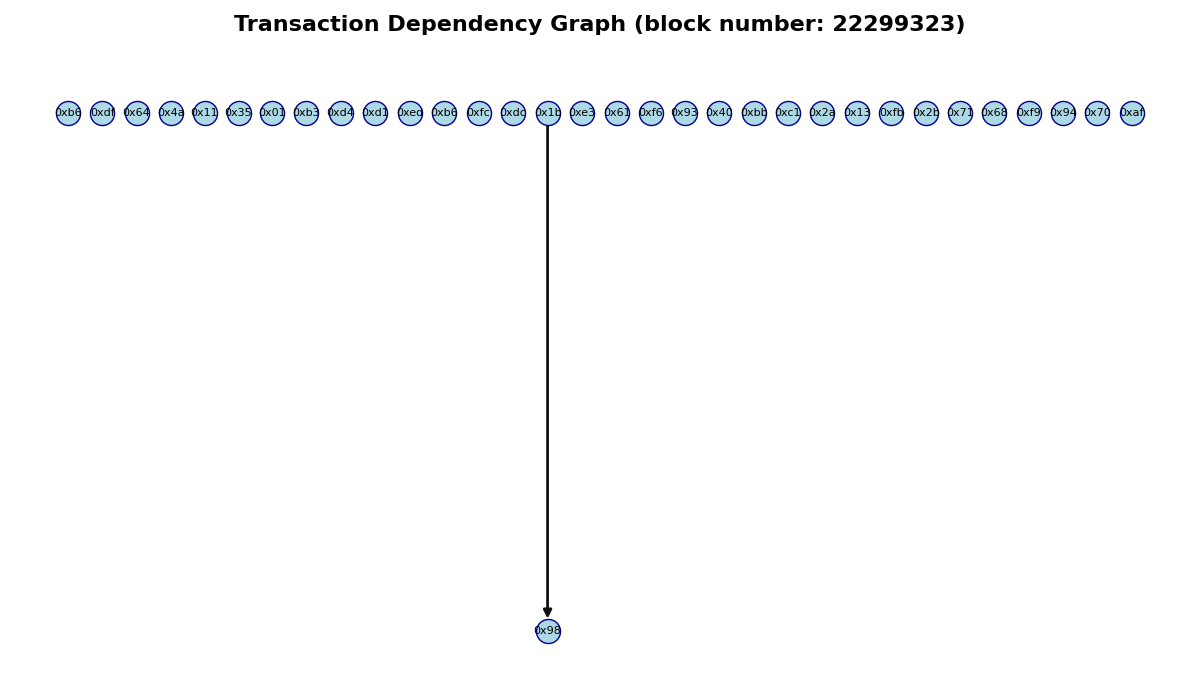 Transaction Dependency Graph (block number: 22299323)
0xb6 0xdf 0x64 0x4a 0x11 0x35 0x01 0xb3 0xd4 0xd1 0xed 0xb6 0xfc 0xdc 0x1b 0xe3 0x61 0xf6 0x93 0x40 0xbb 0xc1 0x2a 0x13 0xfb 0x2b 0x71 0x68 0xf9 0x94 0x70 0xaf
0x98